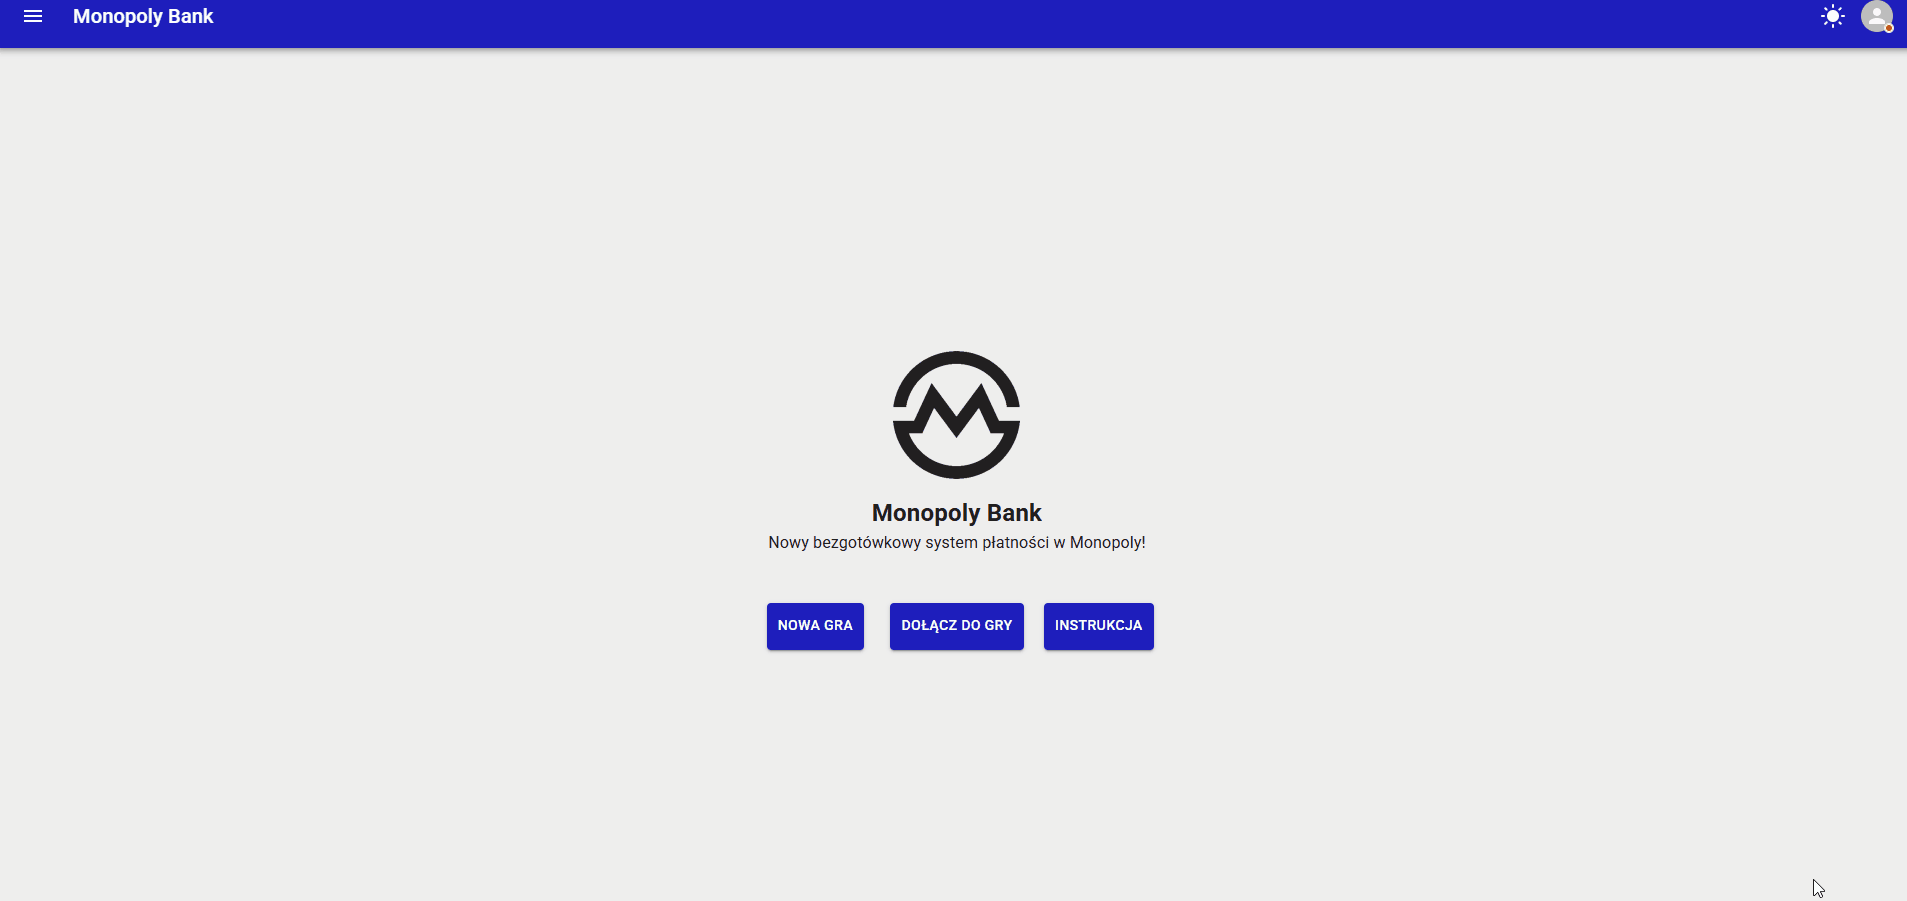 Monopoly Bank
Monopoly Bank
Nowy bezgotówkowy system płatności w Monopoly!
NOWA GRA DOŁĄCZ DO GRY INSTRUKCJA